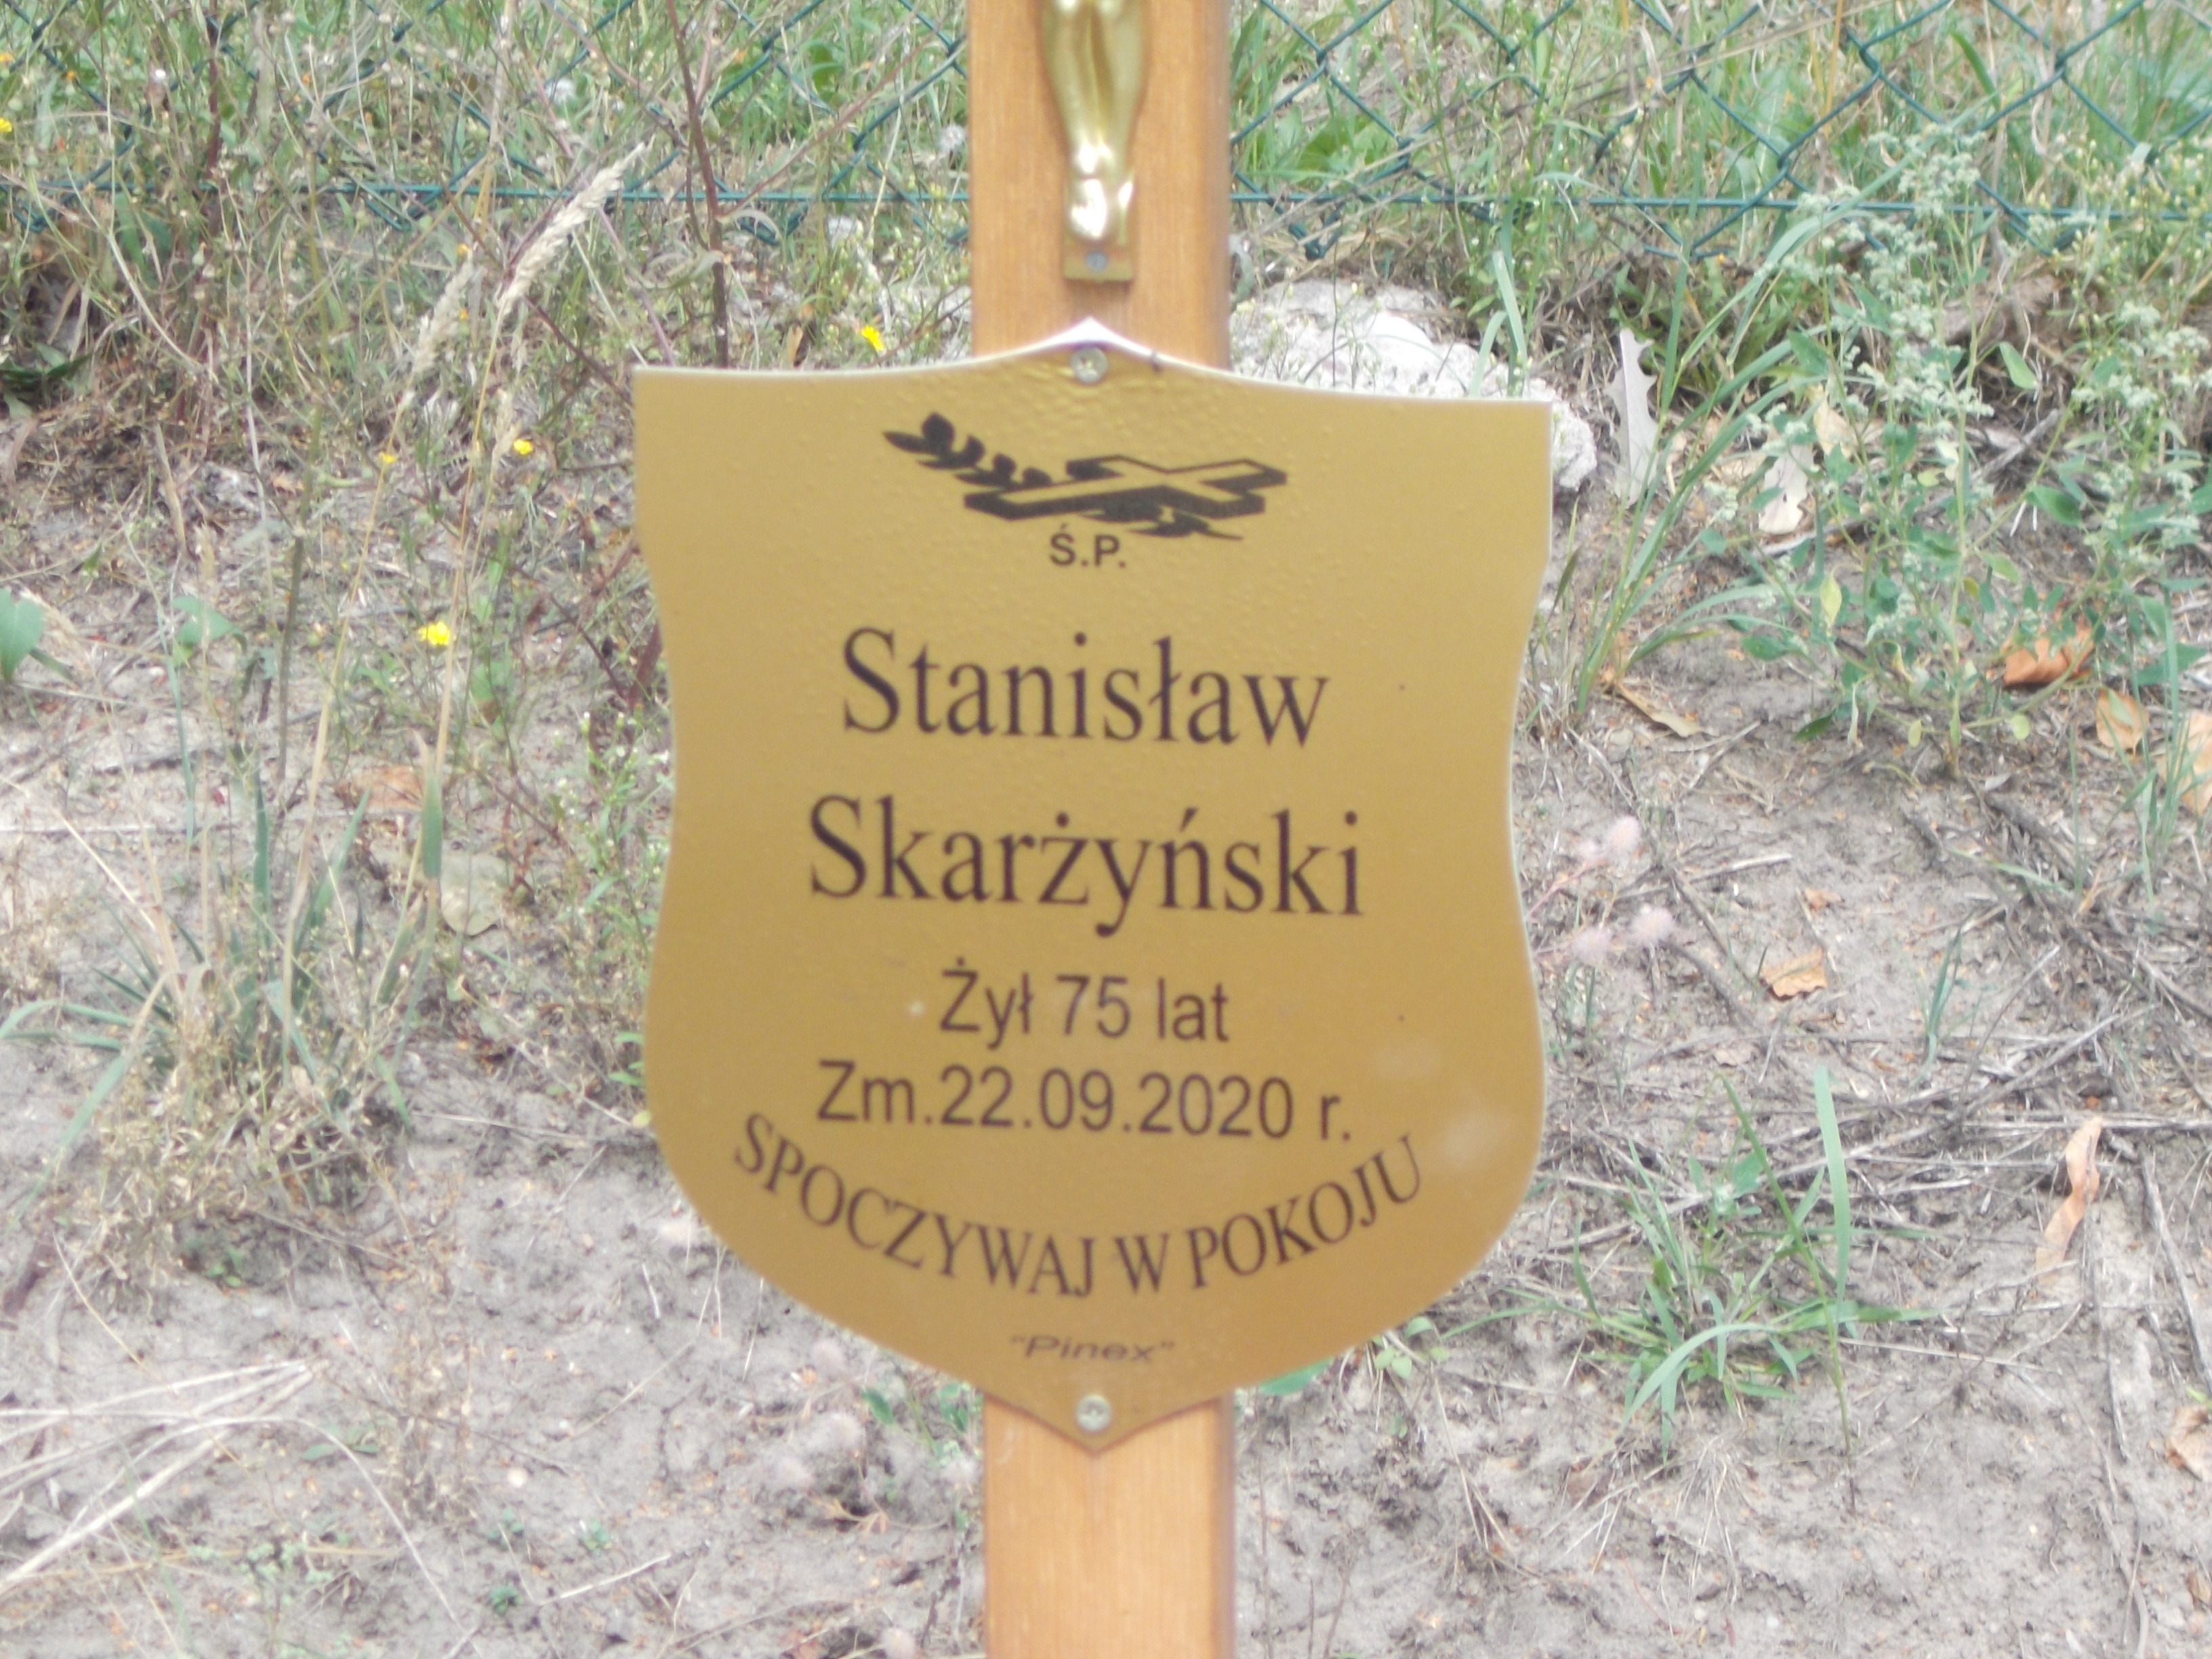 Ś.P.
Stanisław
Skarżyński
Żył 75 lat
Zm.22.09.2020 r.
SPOCZYWAJ W POKOJU
"Pinex"